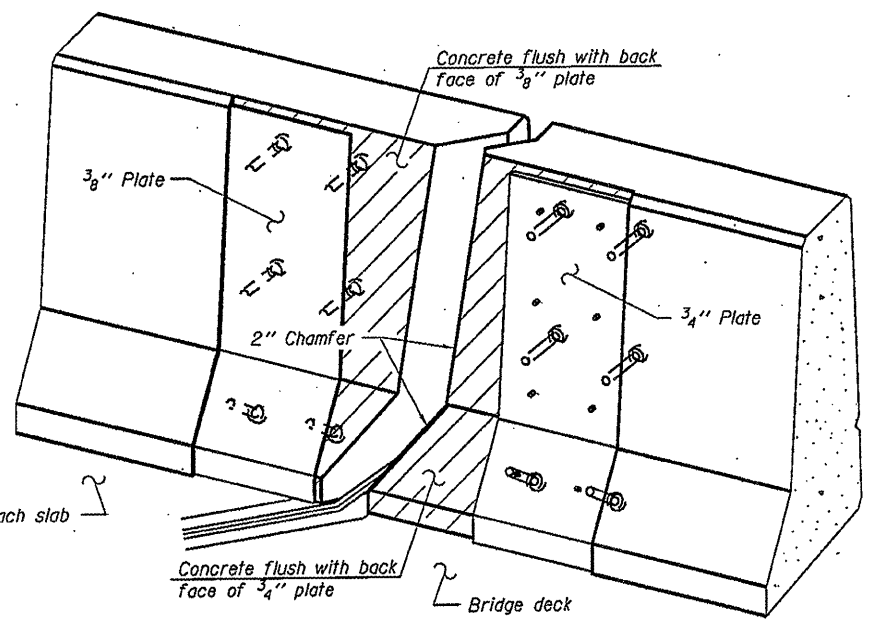 Concrete flush with back
face of 3/8" plate
3/8" Plate
2" Chamfer
3/4" Plate
ach slab
Concrete flush with back
face of 3/4" plate
Bridge deck